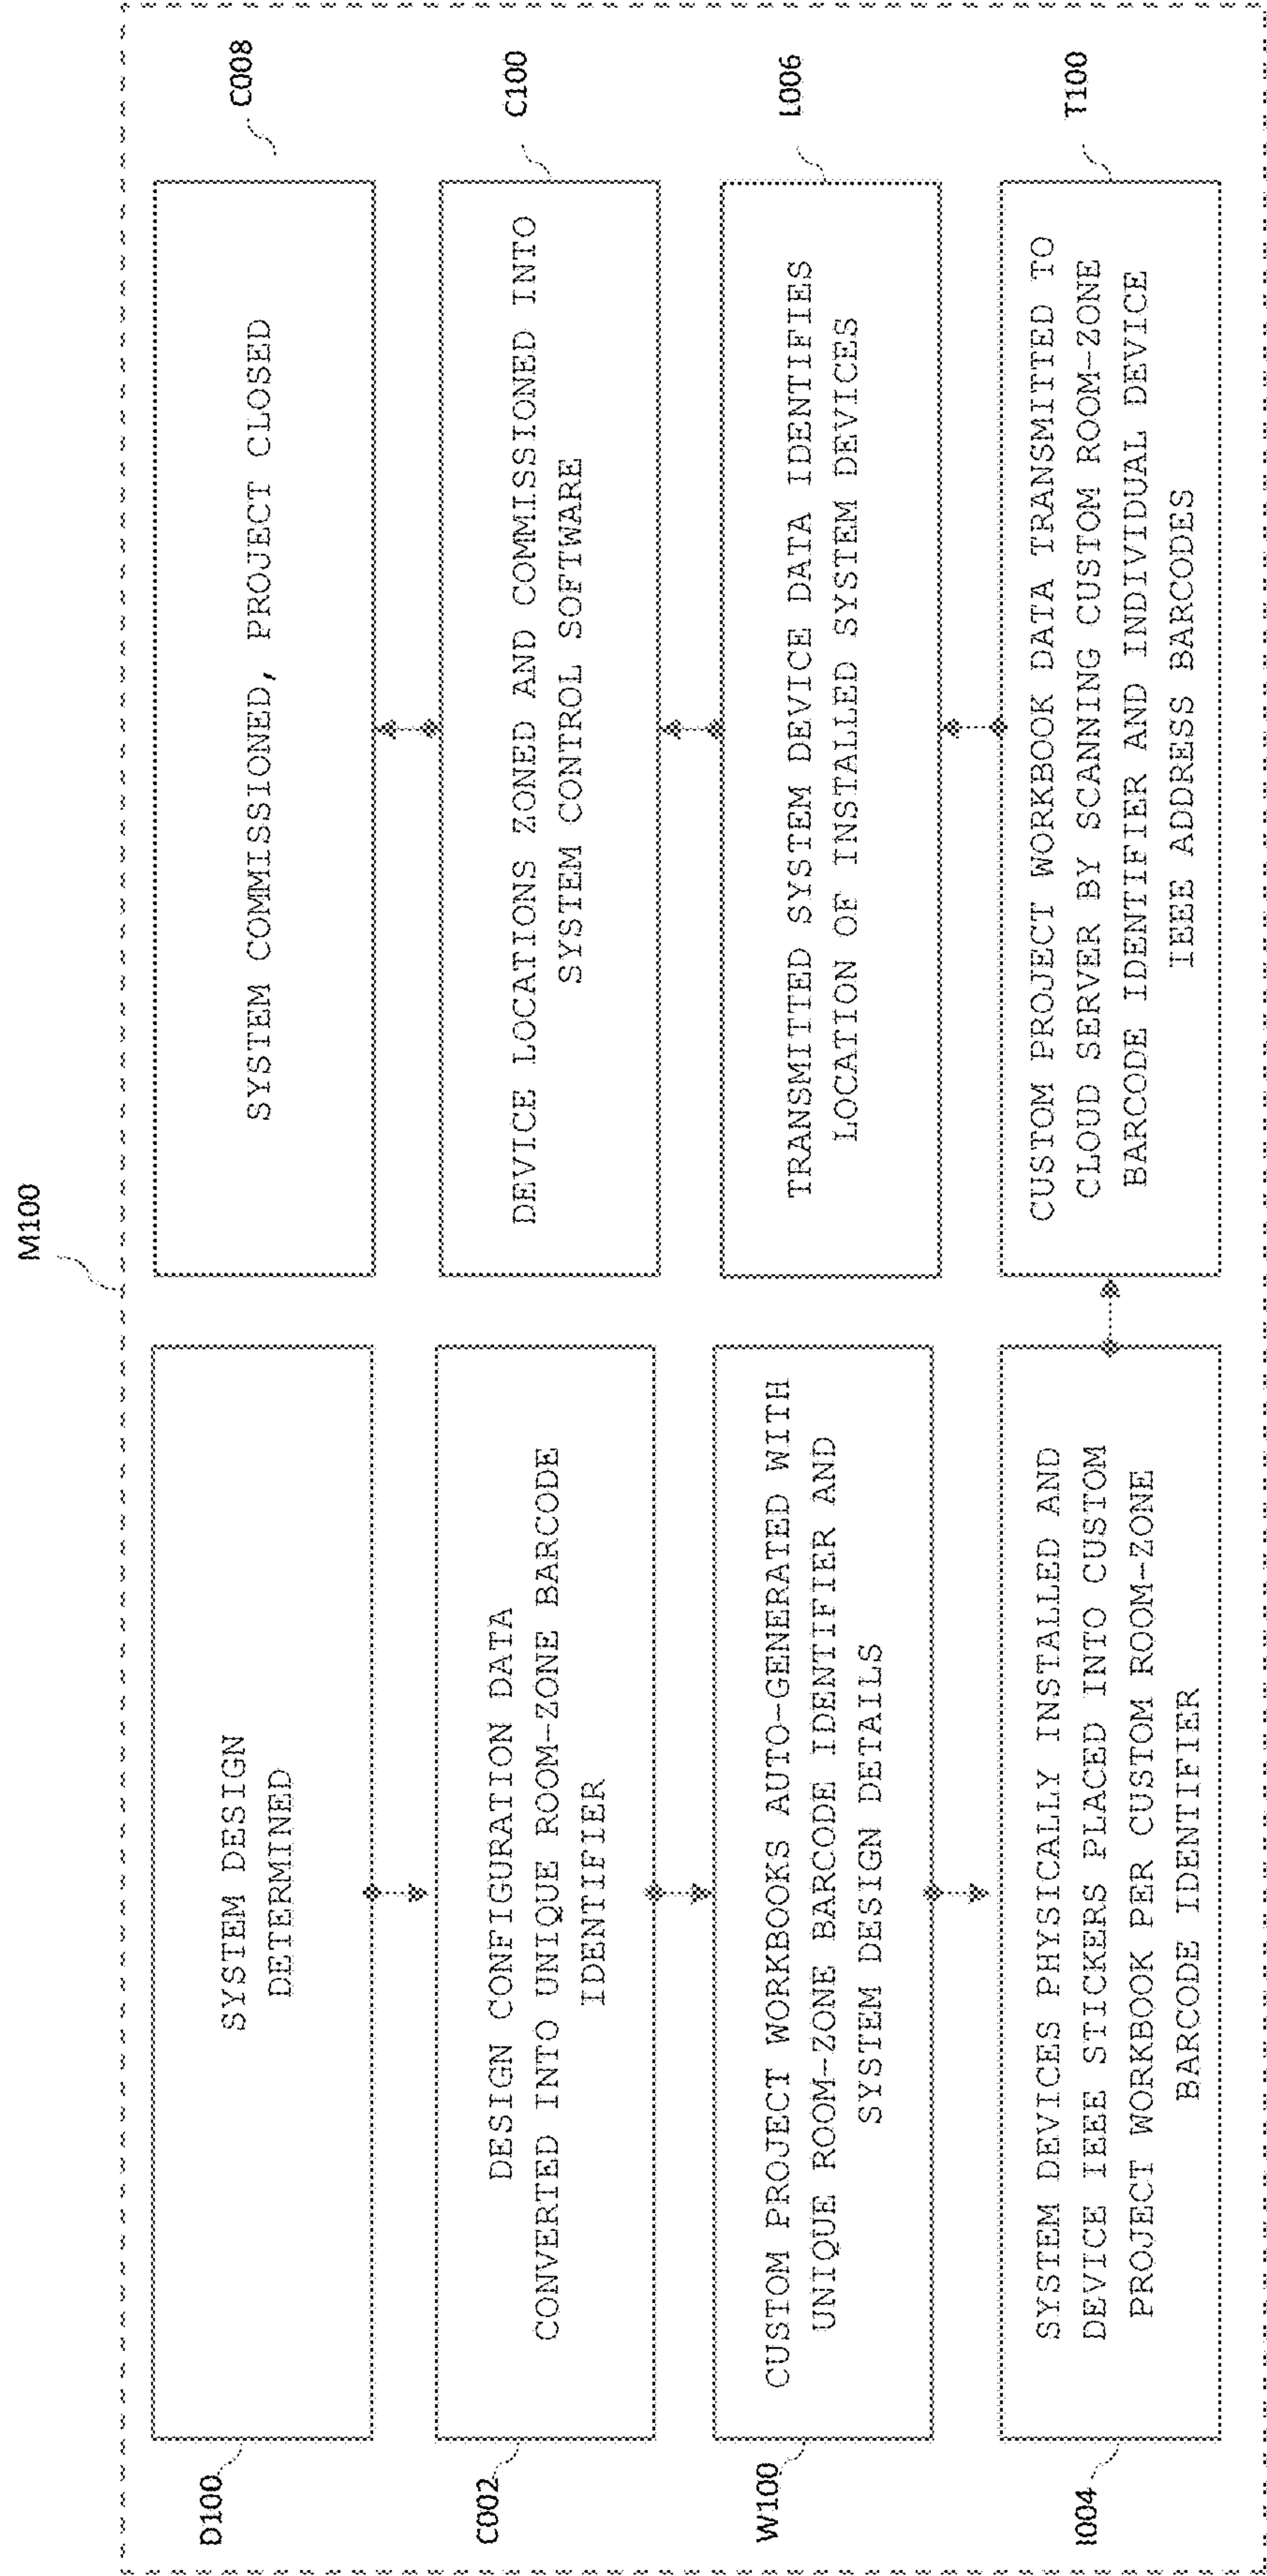 M100
D100
SYSTEM DESIGN
DETERMINED
C002
DESIGN CONFIGURATION DATA
CONVERTED INTO UNIQUE ROOM-ZONE BARCODE
IDENTIFIER
W100
CUSTOM PROJECT WORKBOOKS AUTO-GENERATED WITH
UNIQUE ROOM-ZONE BARCODE IDENTIFIER AND
SYSTEM DESIGN DETAILS
I004
SYSTEM DEVICES PHYSICALLY INSTALLED AND
DEVICE IEEE STICKERS PLACED INTO CUSTOM
PROJECT WORKBOOK PER CUSTOM ROOM-ZONE
BARCODE IDENTIFIER
T100
CUSTOM PROJECT WORKBOOK DATA TRANSMITTED TO
CLOUD SERVER BY SCANNING CUSTOM ROOM-ZONE
BARCODE IDENTIFIER AND INDIVIDUAL DEVICE
IEEE ADDRESS BARCODES
L006
TRANSMITTED SYSTEM DEVICE DATA IDENTIFIES
LOCATION OF INSTALLED SYSTEM DEVICES
C100
DEVICE LOCATIONS ZONED AND COMMISSIONED INTO
SYSTEM CONTROL SOFTWARE
C008
SYSTEM COMMISSIONED, PROJECT CLOSED